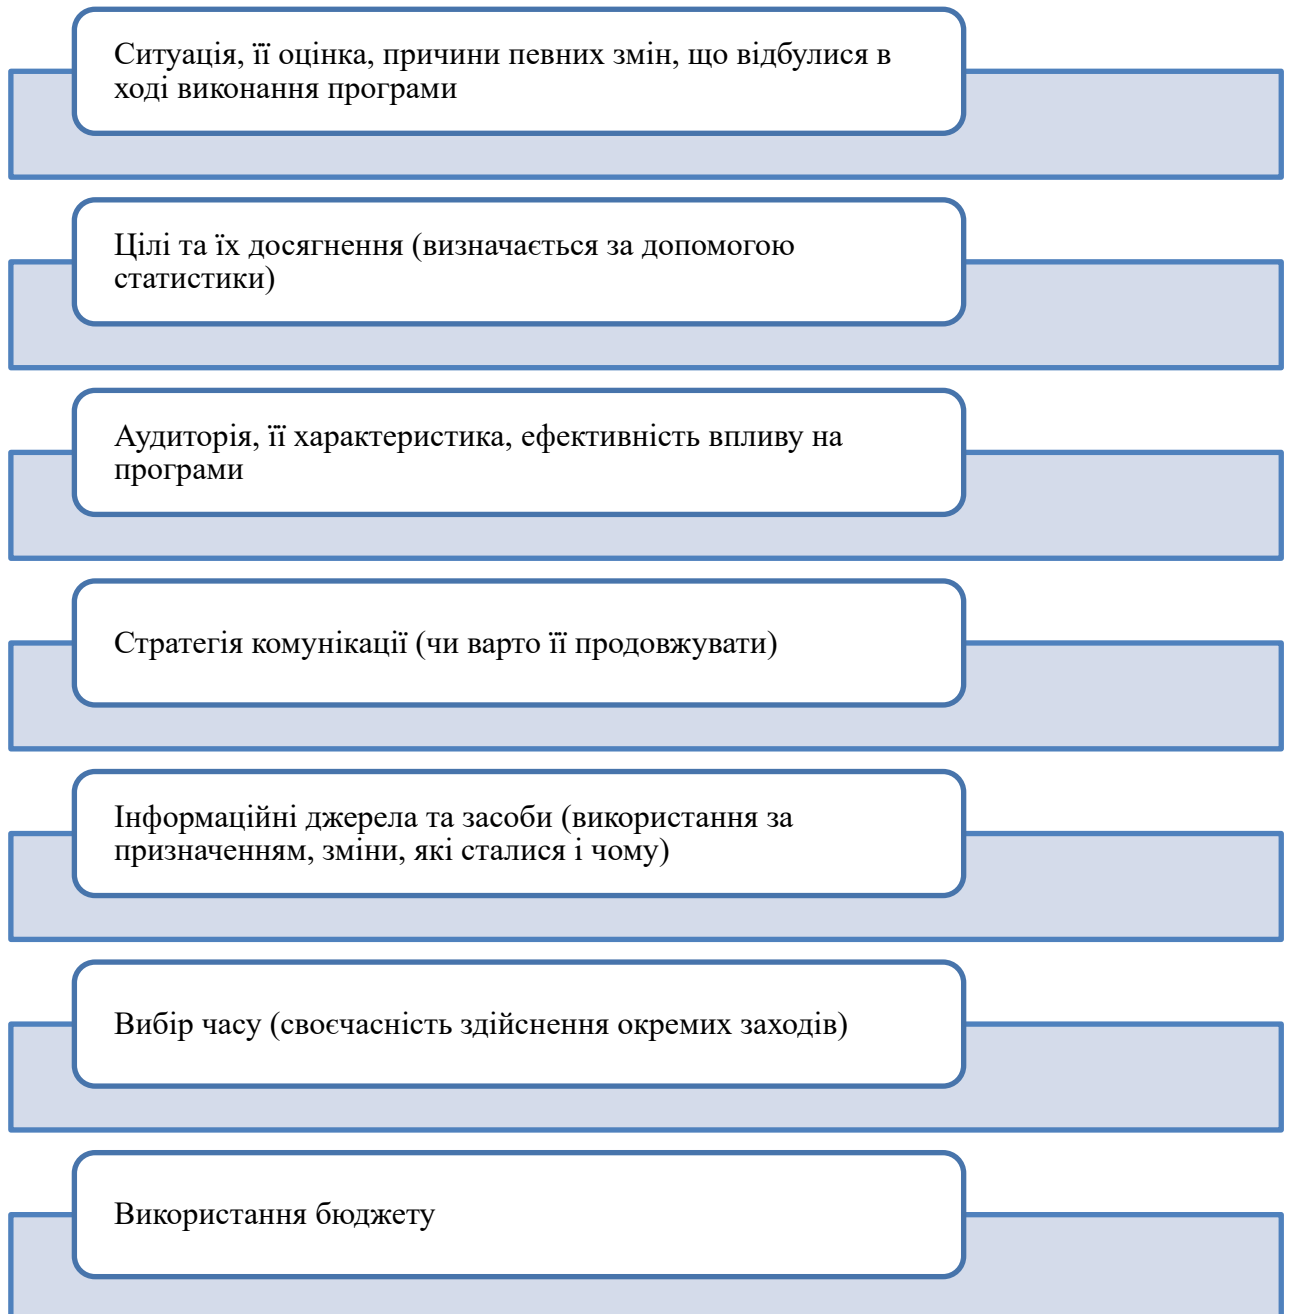 Ситуація, її оцінка, причини певних змін, що відбулися в
ході виконання програми
Цілі та їх досягнення (визначається за допомогою
статистики)
Аудиторія, її характеристика, ефективність впливу на
програми
Стратегія комунікації (чи варто її продовжувати)
Інформаційні джерела та засоби (використання за
призначенням, зміни, які сталися і чому)
Вибір часу (своєчасність здійснення окремих заходів)
Використання бюджету